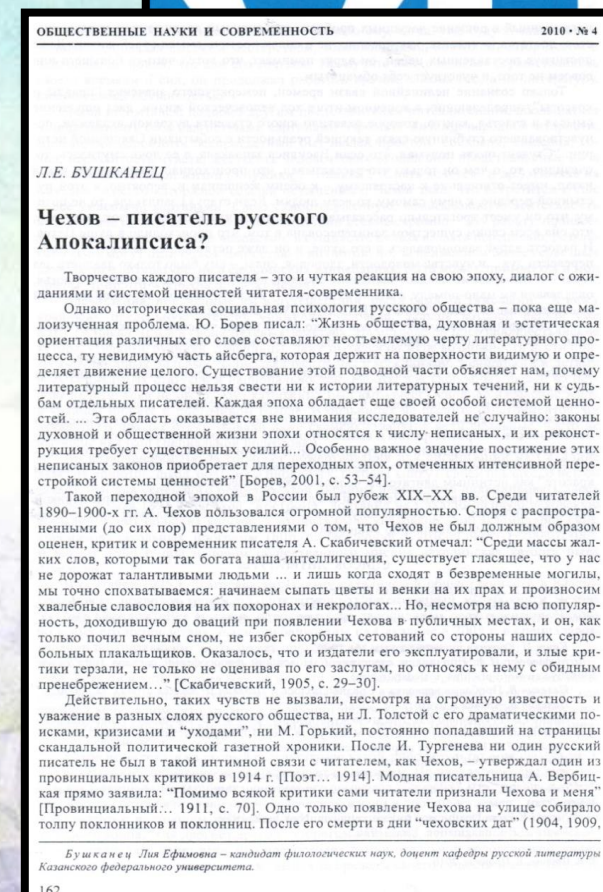 ОБЩЕСТВЕННЫЕ НАУКИ И СОВРЕМЕННОСТЬ 2010 • № 4
Л.Е. БУШКАНЕЦ
Чехов – писатель русского
Апокалипсиса?
Творчество каждого писателя – это и чуткая реакция на свою эпоху, диалог с ожи-
даниями и системой ценностей читателя-современника.
Однако историческая социальная психология русского общества – пока еще ма-
лоизученная проблема. Ю. Борев писал: “Жизнь общества, духовная и эстетическая
ориентация различных его слоев составляют неотъемлемую черту литературного про-
цесса, ту невидимую часть айсберга, которая держит на поверхности видимую и опре-
деляет движение целого. Существование этой подводной части объясняет нам, почему
литературный процесс нельзя свести ни к истории литературных течений, ни к судь-
бам отдельных писателей. Каждая эпоха обладает еще своей особой системой ценно-
стей. ... Эта область оказывается вне внимания исследователей не случайно: законы
духовной и общественной жизни эпохи относятся к числу неписаных, и их реконст-
рукция требует существенных усилий... Особенно важное значение постижение этих
неписаных законов приобретает для переходных эпох, отмеченных интенсивной пере-
стройкой системы ценностей” [Борев, 2001, с. 53–54].
Такой переходной эпохой в России был рубеж XIX–XX вв. Среди читателей
1890–1900-х гг. А. Чехов пользовался огромной популярностью. Споря с распростра-
ненными (до сих пор) представлениями о том, что Чехов не был должным образом
оценен, критик и современник писателя А. Скабичевский отмечал: “Среди массы жал-
ких слов, которыми так богата наша интеллигенция, существует гласящее, что у нас
не дорожат талантливыми людьми ... и лишь когда сходят в безвременные могилы,
мы точно спохватываемся: начинаем сыпать цветы и венки на их прах и произносим
хвалебные славословия на их похоронах и некрологах... Но, несмотря на всю популяр-
ность, доходившую до оваций при появлении Чехова в публичных местах, и он, как
только почил вечным сном, не избег скорбных сетований со стороны наших сердо-
больных плакальщиков. Оказалось, что и издатели его эксплуатировали, и злые кри-
тики терзали, не только не оценивая его по заслугам, но относясь к нему с обидным
пренебрежением...” [Скабичевский, 1905, с. 29–30].
Действительно, таких чувств не вызвали, несмотря на огромную известность и
уважение в разных слоях русского общества, ни Л. Толстой с его драматическими по-
исками, кризисами и “уходами”, ни М. Горький, постоянно попадавший на страницы
скандальной политической газетной хроники. После И. Тургенева ни один русский
писатель не был в такой интимной связи с читателем, как Чехов, – утверждал один из
провинциальных критиков в 1914 г. [Поэт... 1914]. Модная писательница А. Вербиц-
кая прямо заявила: “Помимо всякой критики сами читатели признали Чехова и меня”
[Провинциальный... 1911, с. 70]. Одно только появление Чехова на улице собирало
толпу поклонников и поклонниц. После его смерти в дни “чеховских дат” (1904, 1909,
Бушканец Лия Ефимовна – кандидат филологических наук, доцент кафедры русской литературы
Казанского федерального университета.
162